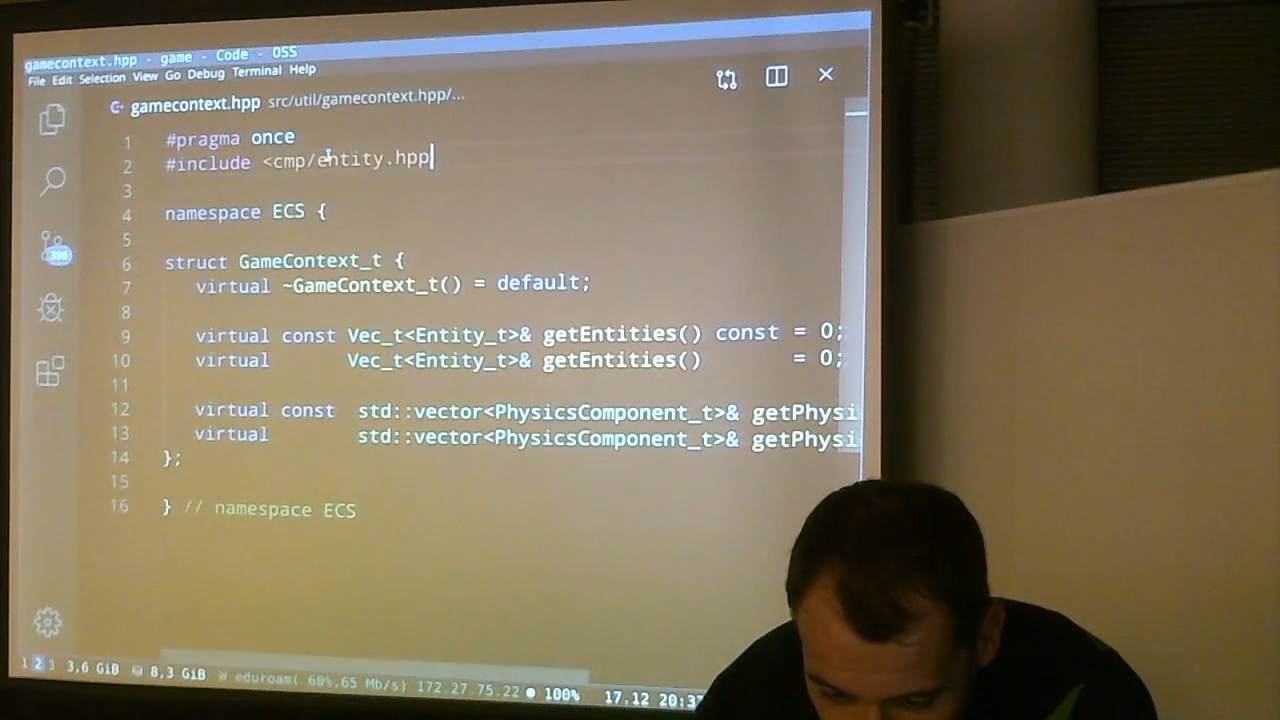 gamecontext.hpp - game - Code - OSS
File Edit Selection View Go Debug Terminal Help
gamecontext.hpp src/util/gamecontext.hpp/...
1 #pragma once
2 #include <cmp/entity.hpp
3
4 namespace ECS {
5
6 struct GameContext_t {
7 virtual ~GameContext_t() = default;
8
9 virtual const Vec_t<Entity_t>& getEntities() const = 0;
10 virtual Vec_t<Entity_t>& getEntities() = 0;
11
12 virtual const std::vector<PhysicsComponent_t>& getPhysi
13 virtual std::vector<PhysicsComponent_t>& getPhysi
14 };
15
16 } // namespace ECS
396
1 2 3 3,6 GiB 8,3 GiB W eduroam( 60%,65 Mb/s) 172.27.75.22 100% 17.12 20:3